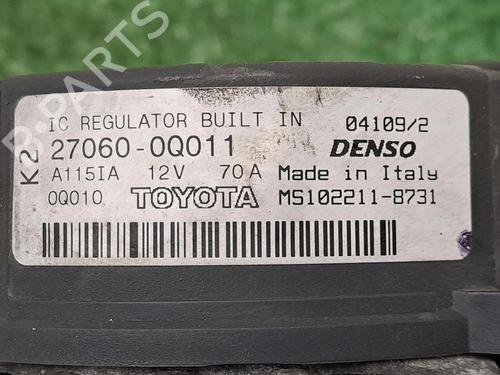 IC REGULATOR BUILT IN 04109/2
K2 27060-0Q011 DENSO
A115IA 12V 70A Made in Italy
0Q010 TOYOTA MS102211-8731
B-PARTS